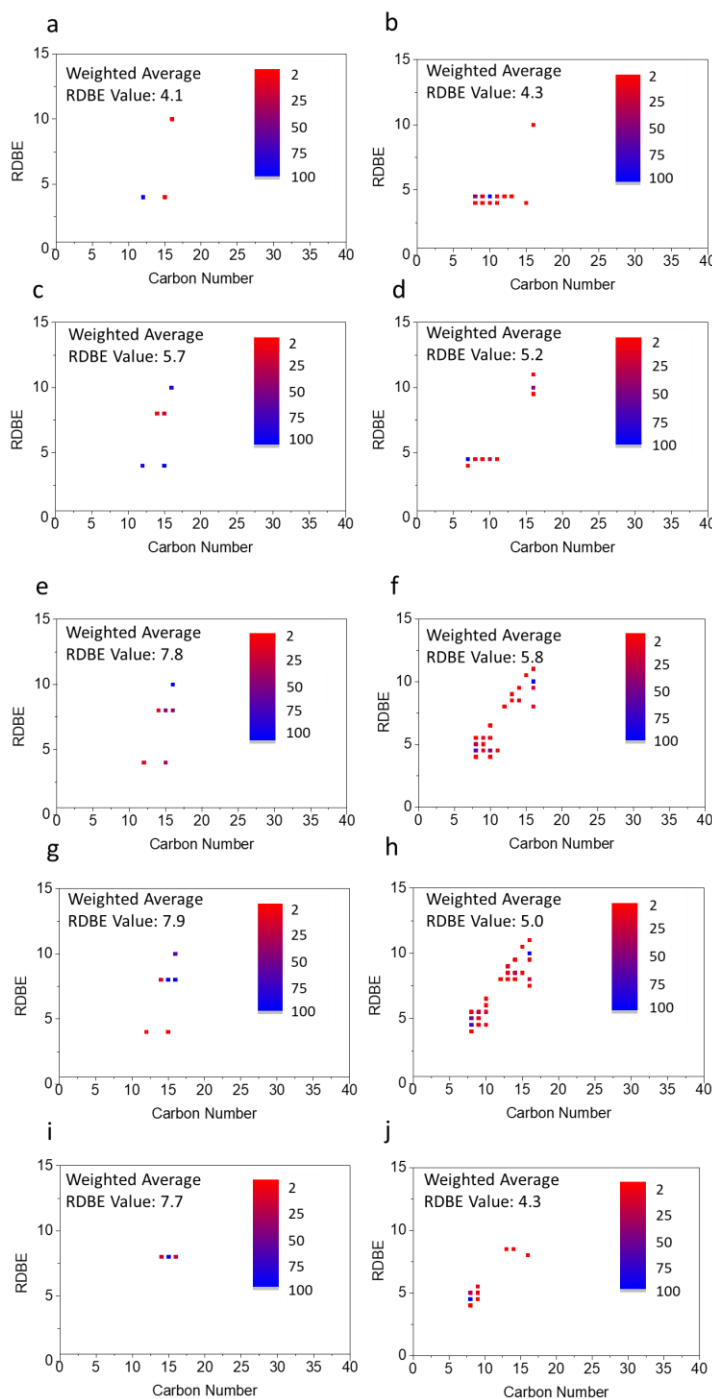 a
Weighted Average
RDBE Value: 4.1
2
25
50
75
100
15
10
5
0
RDBE
0 5 10 15 20 25 30 35 40
Carbon Number
b
Weighted Average
RDBE Value: 4.3
2
25
50
75
100
15
10
5
0
RDBE
0 5 10 15 20 25 30 35 40
Carbon Number
c
Weighted Average
RDBE Value: 5.7
2
25
50
75
100
15
10
5
0
RDBE
0 5 10 15 20 25 30 35 40
Carbon Number
d
Weighted Average
RDBE Value: 5.2
2
25
50
75
100
15
10
5
0
RDBE
0 5 10 15 20 25 30 35 40
Carbon Number
e
Weighted Average
RDBE Value: 7.8
2
25
50
75
100
15
10
5
0
RDBE
0 5 10 15 20 25 30 35 40
Carbon Number
f
Weighted Average
RDBE Value: 5.8
2
25
50
75
100
15
10
5
0
RDBE
0 5 10 15 20 25 30 35 40
Carbon Number
g
Weighted Average
RDBE Value: 7.9
2
25
50
75
100
15
10
5
0
RDBE
0 5 10 15 20 25 30 35 40
Carbon Number
h
Weighted Average
RDBE Value: 5.0
2
25
50
75
100
15
10
5
0
RDBE
0 5 10 15 20 25 30 35 40
Carbon Number
i
Weighted Average
RDBE Value: 7.7
2
25
50
75
100
15
10
5
0
RDBE
0 5 10 15 20 25 30 35 40
Carbon Number
j
Weighted Average
RDBE Value: 4.3
2
25
50
75
100
15
10
5
0
RDBE
0 5 10 15 20 25 30 35 40
Carbon Number